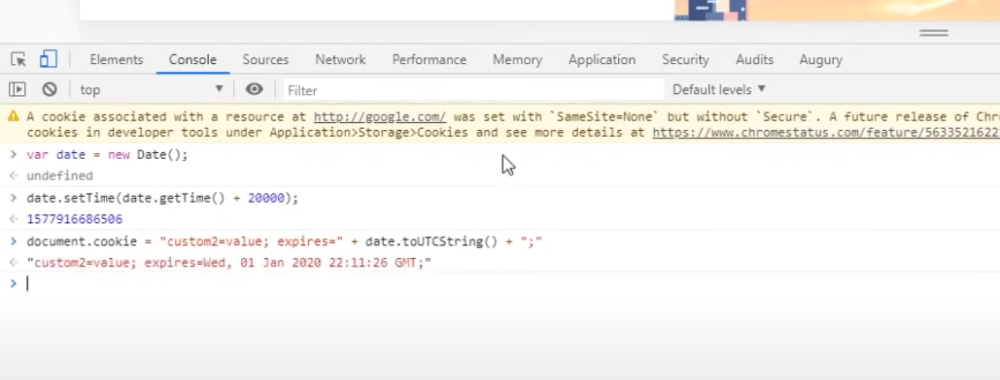 Elements Console Sources Network Performance Memory Application Security Audits Augury
top Filter Default levels
A cookie associated with a resource at http://google.com/ was set with `SameSite=None` but without `Secure`. A future release of Chro
cookies in developer tools under Application>Storage>Cookies and see more details at https://www.chromestatus.com/feature/5633521622
> var date = new Date();
undefined
> date.setTime(date.getTime() + 20000);
1577916686506
> document.cookie = "custom2=value; expires=" + date.toUTCString() + ";"
"custom2=value; expires=Wed, 01 Jan 2020 22:11:26 GMT;"
>